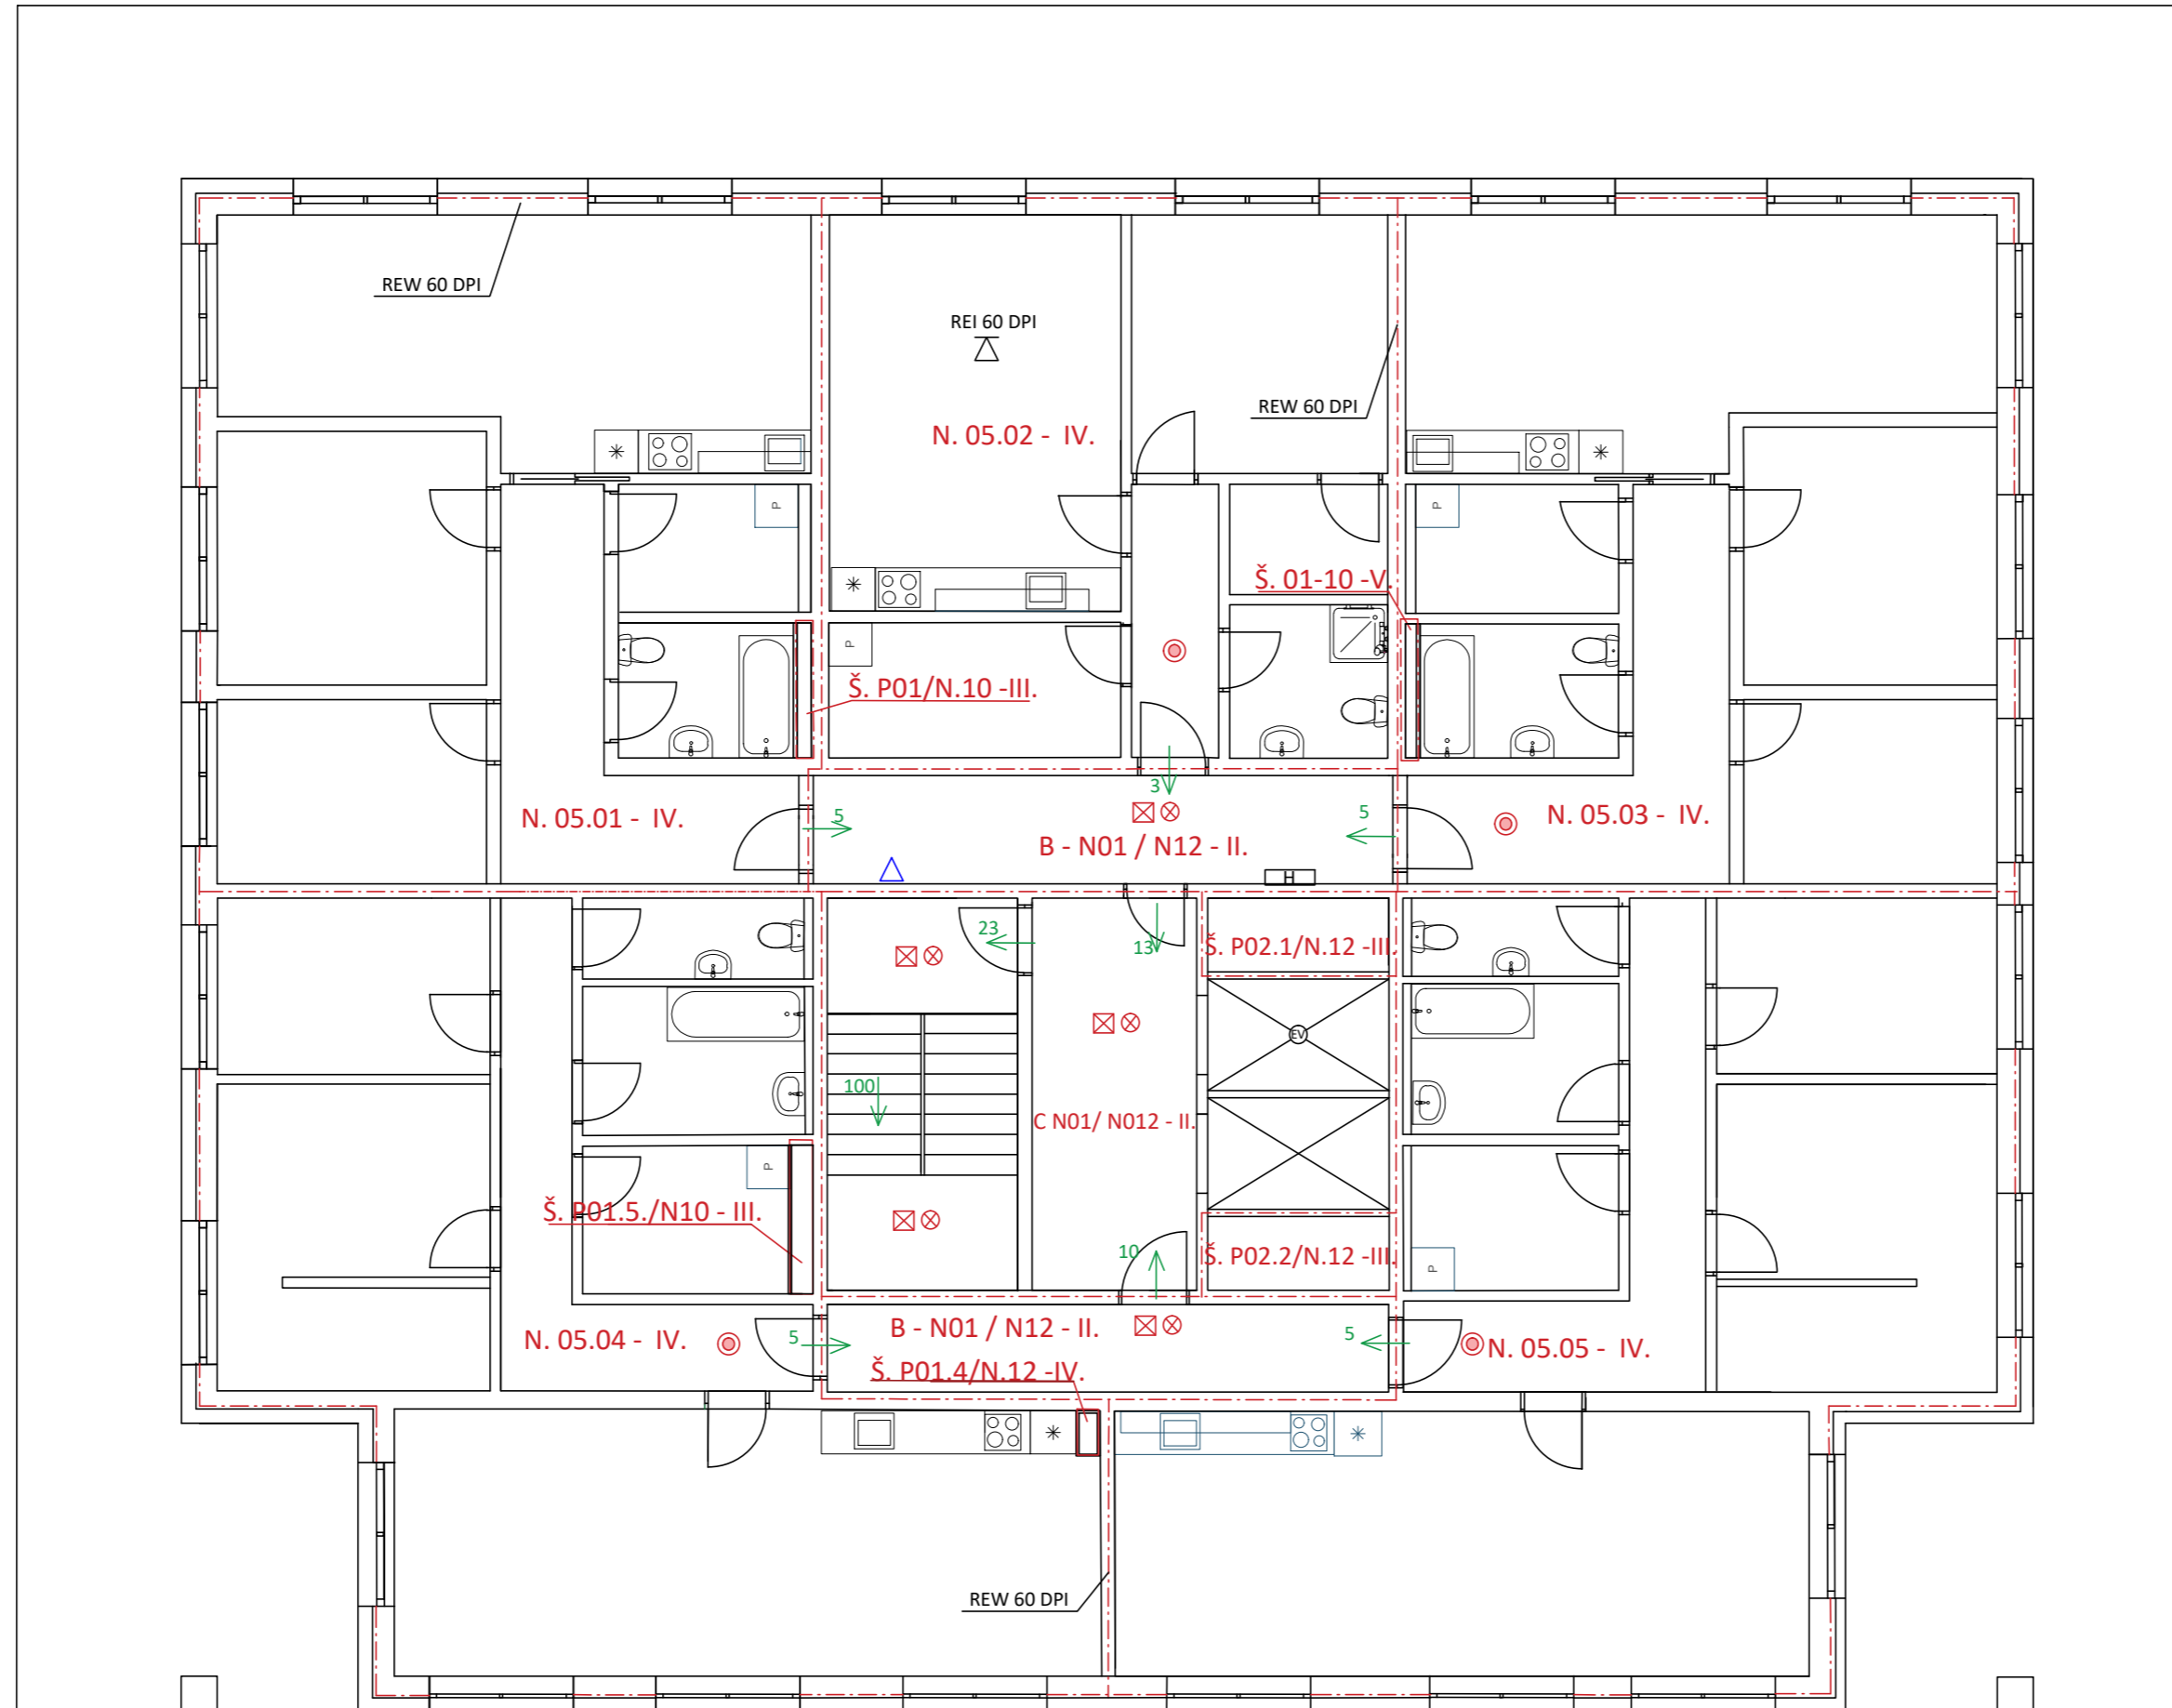 REW 60 DPI
REI 60 DPI
REW 60 DPI
N. 05.02 - IV.
P
P
Š. 01-10 -V.
P
Š. P01/N.10 -III.
3
5
5
N. 05.01 - IV.
N. 05.03 - IV.
B - N01 / N12 - II.
H
23
13
Š. P02.1/N.12 -III.
EV
100
C N01/ N012 - II.
P
Š. P01.5./N10 - III.
10
Š. P02.2/N.12 -III.
P
N. 05.04 - IV.
5
B - N01 / N12 - II.
5
N. 05.05 - IV.
Š. P01.4/N.12 -IV.
REW 60 DPI